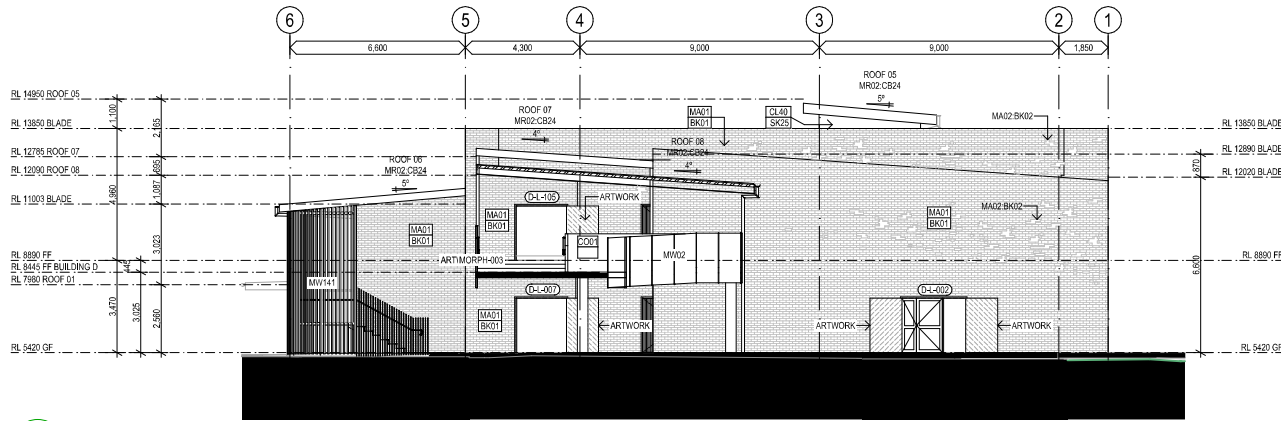 6 5 4 3 2 1
6,600 4,300 9,000 9,000 1,850
RL 14950 ROOF 05
RL 13850 BLADE
RL 12785 ROOF 07
RL 12090 ROOF 08
RL 11003 BLADE
RL 8890 FF
RL 8445 FF BUILDING D
RL 7980 ROOF 01
RL 5420 GF
1,100
4,960
3,470
445
3,025
2,165
695
1,087
3,023
2,560
ROOF 05
MR02:CB24
5°
ROOF 07
MR02:CB24
4°
MA01
BK01
CL40
SK25
MA02:BK02
ROOF 08
MR02:CB24
4°
ROOF 06
MR02:CB24
5°
D-L-105
ARTWORK
MA01
BK01
MA01
BK01
MA01
BK01
MA02:BK02
CO01
MW02
ART\MORPH-003
MW141
D-L-007
D-L-002
MA01
BK01
ARTWORK
ARTWORK
ARTWORK
RL 13850 BLADE
RL 12890 BLADE
RL 12020 BLADE
RL 8890 FF
RL 5420 GF
870
6,600